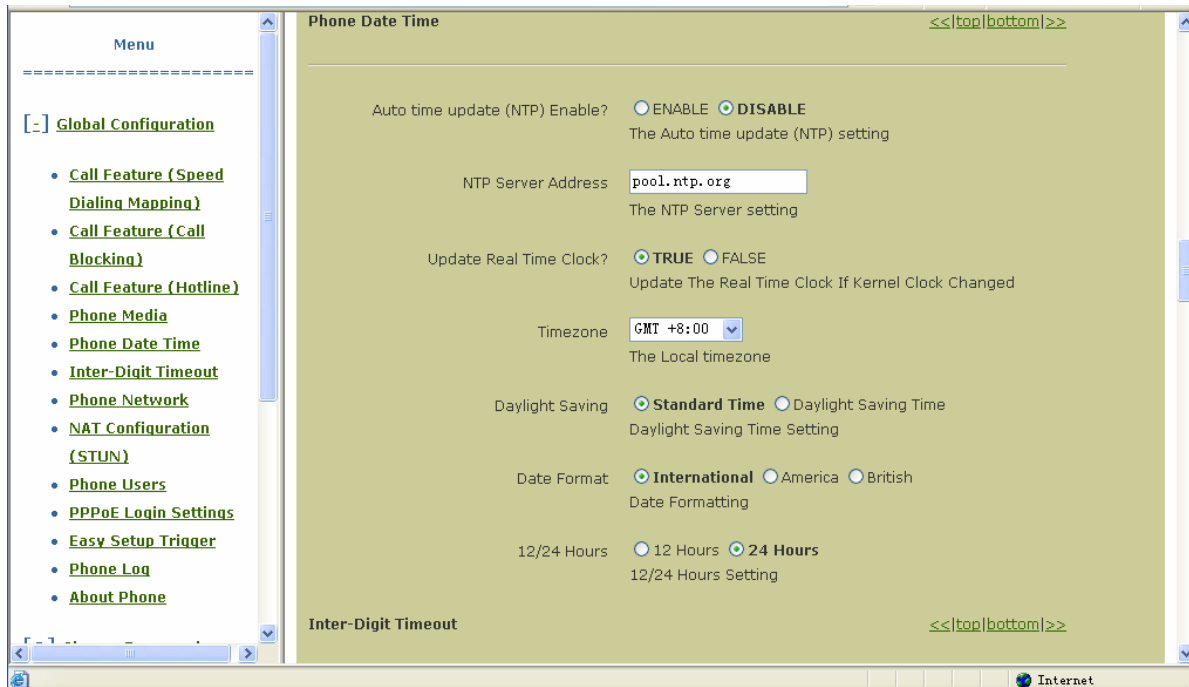 Menu
=======================
[-] Global Configuration
Call Feature (Speed
Dialing Mapping)
Call Feature (Call
Blocking)
Call Feature (Hotline)
Phone Media
Phone Date Time
Inter-Digit Timeout
Phone Network
NAT Configuration
(STUN)
Phone Users
PPPoE Login Settings
Easy Setup Trigger
Phone Log
About Phone
Phone Date Time <<|top|bottom|>>
Auto time update (NTP) Enable? ENABLE DISABLE
The Auto time update (NTP) setting
NTP Server Address pool.ntp.org
The NTP Server setting
Update Real Time Clock? TRUE FALSE
Update The Real Time Clock If Kernel Clock Changed
Timezone GMT +8:00
The Local timezone
Daylight Saving Standard Time Daylight Saving Time
Daylight Saving Time Setting
Date Format International America British
Date Formatting
12/24 Hours 12 Hours 24 Hours
12/24 Hours Setting
Inter-Digit Timeout <<|top|bottom|>>
Internet